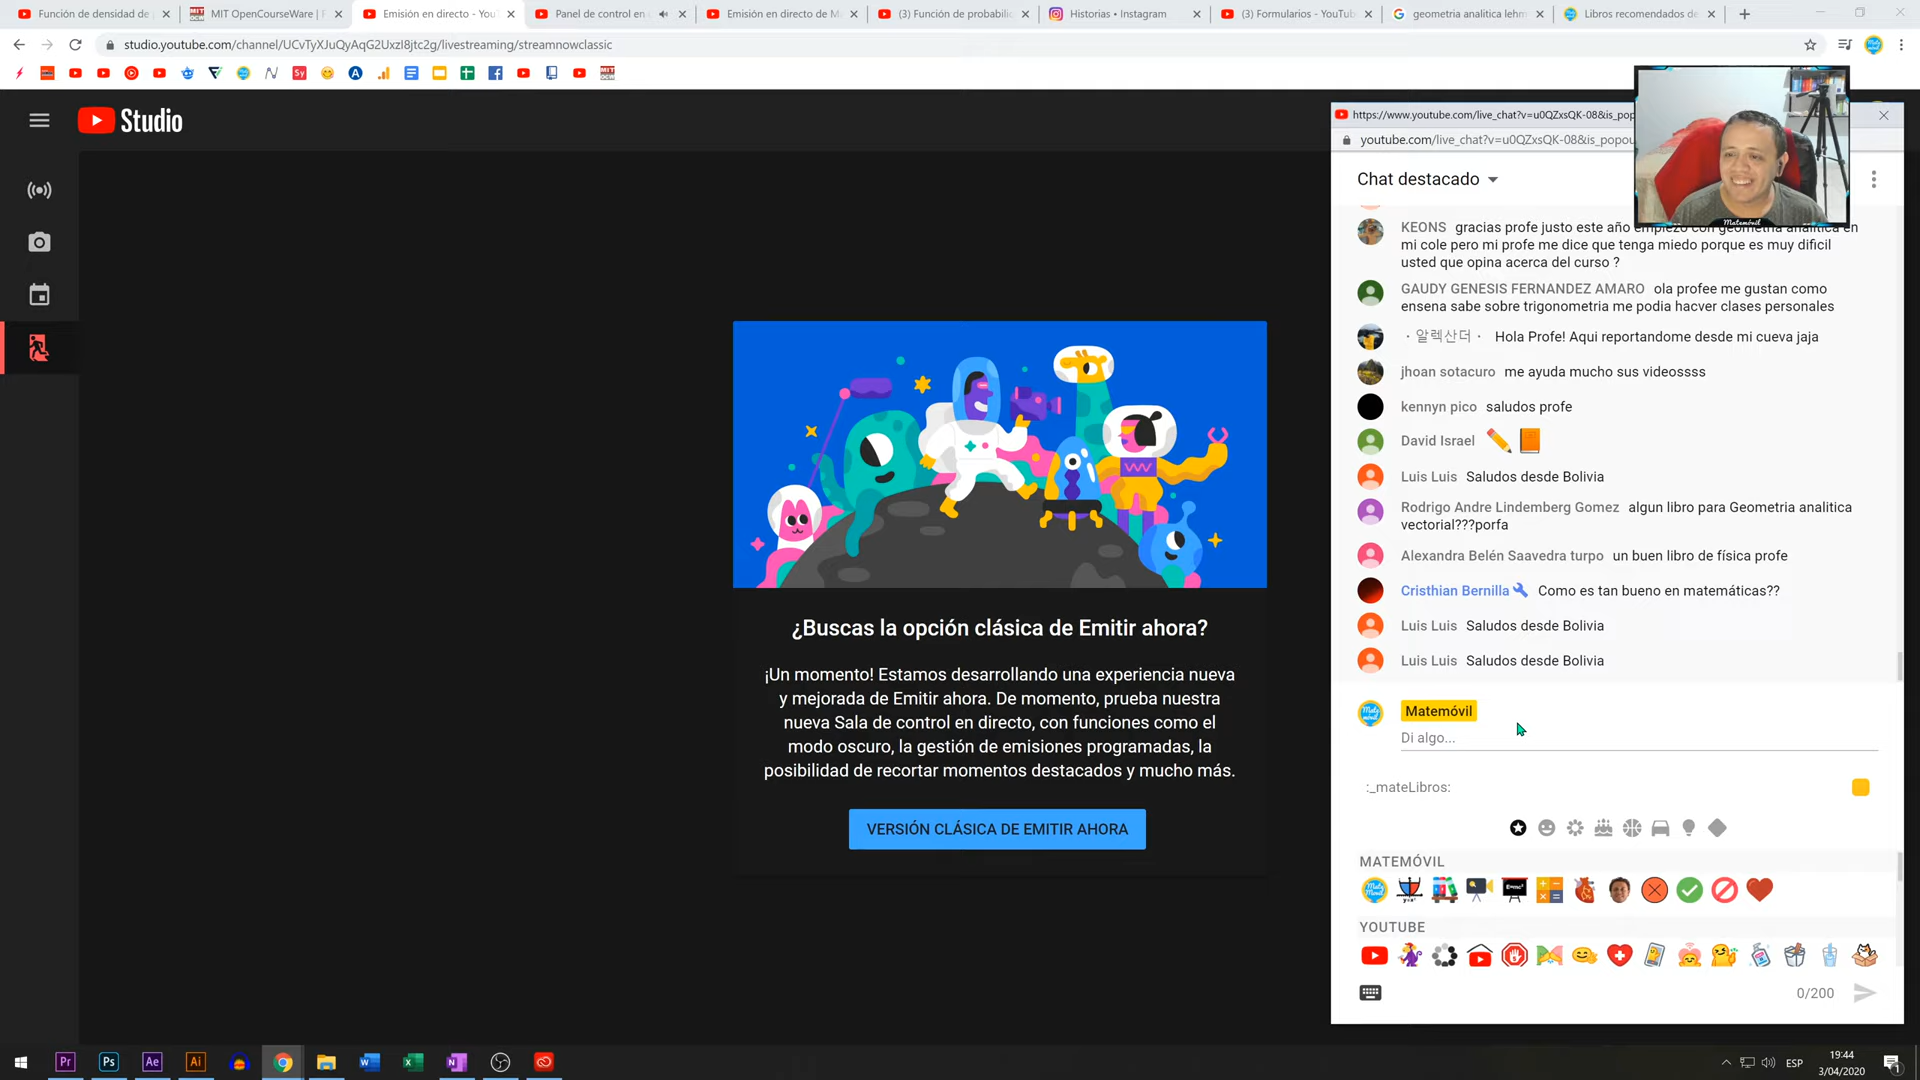 Función de densidad de
MIT OpenCourseWare | F
Emisión en directo - You
Panel de control en
Emisión en directo de M
(3) Función de probabili
Historias • Instagram
(3) Formularios - YouTub
geometria analitica lehm
Libros recomendados de
studio.youtube.com/channel/UCvTyXJuQyAqG2UxzI8jtc2g/livestreaming/streamnowclassic
Studio
https://www.youtube.com/live_chat?v=u0QZxsQK-08&is_pop
youtube.com/live_chat?v=u0QZxsQK-08&is_popou
Matemóvil
Chat destacado
KEONS gracias profe justo este año empiezo con geometria analitica en
mi cole pero mi profe me dice que tenga miedo porque es muy dificil
usted que opina acerca del curso ?
GAUDY GENESIS FERNANDEZ AMARO ola profee me gustan como
ensena sabe sobre trigonometria me podia hacver clases personales
· 알렉산더 · Hola Profe! Aqui reportandome desde mi cueva jaja
jhoan sotacuro me ayuda mucho sus videossss
kennyn pico saludos profe
David Israel
Luis Luis Saludos desde Bolivia
Rodrigo Andre Lindemberg Gomez algun libro para Geometria analitica
vectorial???porfa
Alexandra Belén Saavedra turpo un buen libro de física profe
Cristhian Bernilla Como es tan bueno en matemáticas??
Luis Luis Saludos desde Bolivia
Luis Luis Saludos desde Bolivia
Matemóvil
Di algo...
:_mateLibros:
MATEMÓVIL
YOUTUBE
0/200
¿Buscas la opción clásica de Emitir ahora?
¡Un momento! Estamos desarrollando una experiencia nueva
y mejorada de Emitir ahora. De momento, prueba nuestra
nueva Sala de control en directo, con funciones como el
modo oscuro, la gestión de emisiones programadas, la
posibilidad de recortar momentos destacados y mucho más.
VERSIÓN CLÁSICA DE EMITIR AHORA
Pr
Ps
Ae
Ai
ESP
19:44
3/04/2020